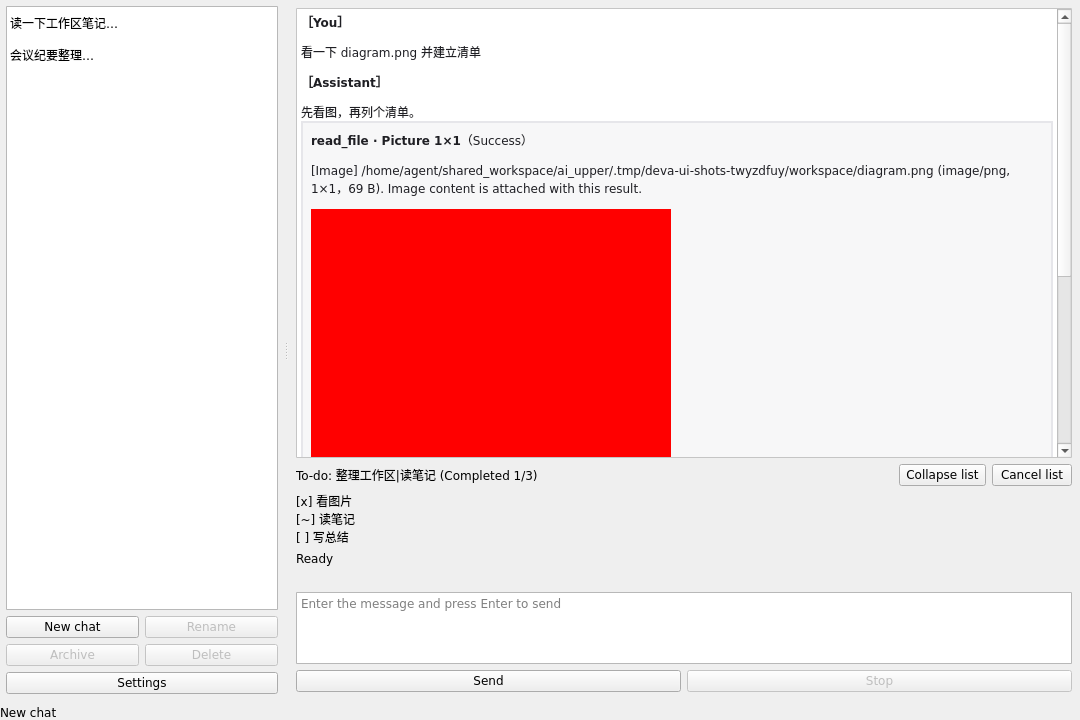 读一下工作区笔记...
会议纪要整理...
New chat
Rename
Archive
Delete
Settings
New chat
[You]
看一下 diagram.png 并建立清单
[Assistant]
先看图，再列个清单。
read_file · Picture 1×1（Success）
[Image] /home/agent/shared_workspace/ai_upper/.tmp/deva-ui-shots-twyzdfuy/workspace/diagram.png (image/png,
1×1，69 B). Image content is attached with this result.
To-do: 整理工作区|读笔记 (Completed 1/3)
Collapse list
Cancel list
[x] 看图片
[~] 读笔记
[ ] 写总结
Ready
Enter the message and press Enter to send
Send
Stop